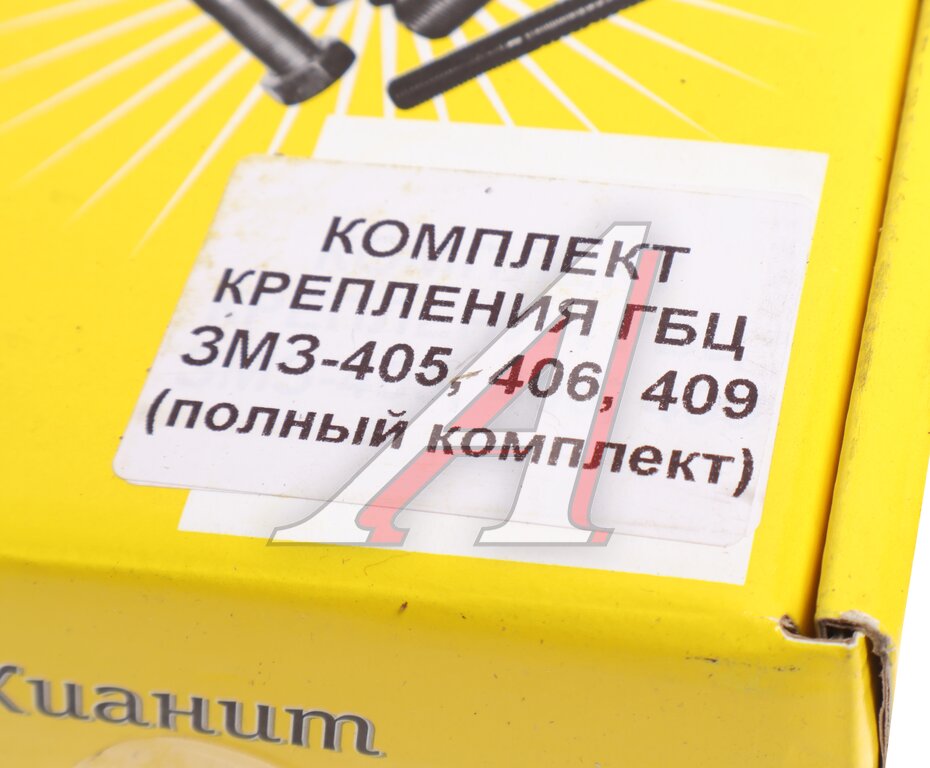 КОМПЛЕКТ
КРЕПЛЕНИЯ ГБЦ
ЗМЗ-405, 406, 409
(полный комплект)
Кианит